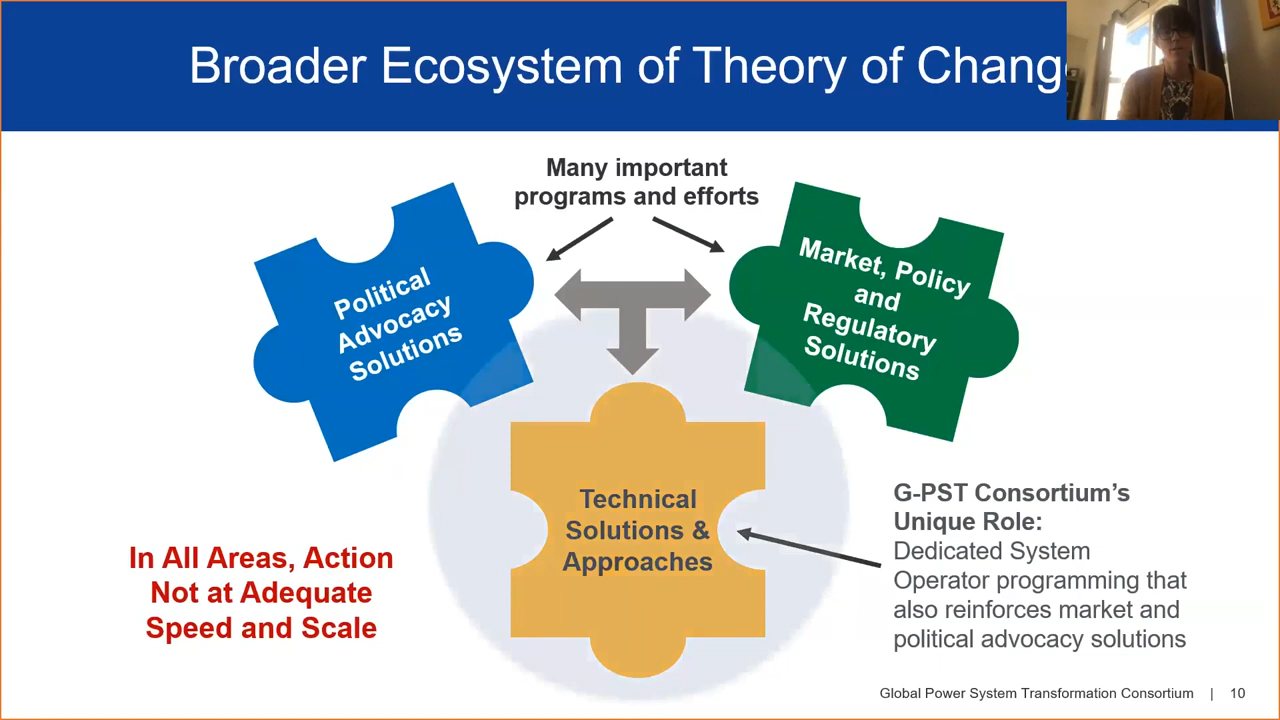 Broader Ecosystem of Theory of Chang
Many important
programs and efforts
Political
Advocacy
Solutions
Market, Policy
and
Regulatory
Solutions
Technical
Solutions &
Approaches
In All Areas, Action
Not at Adequate
Speed and Scale
G-PST Consortium’s
Unique Role:
Dedicated System
Operator programming that
also reinforces market and
political advocacy solutions
Global Power System Transformation Consortium | 10